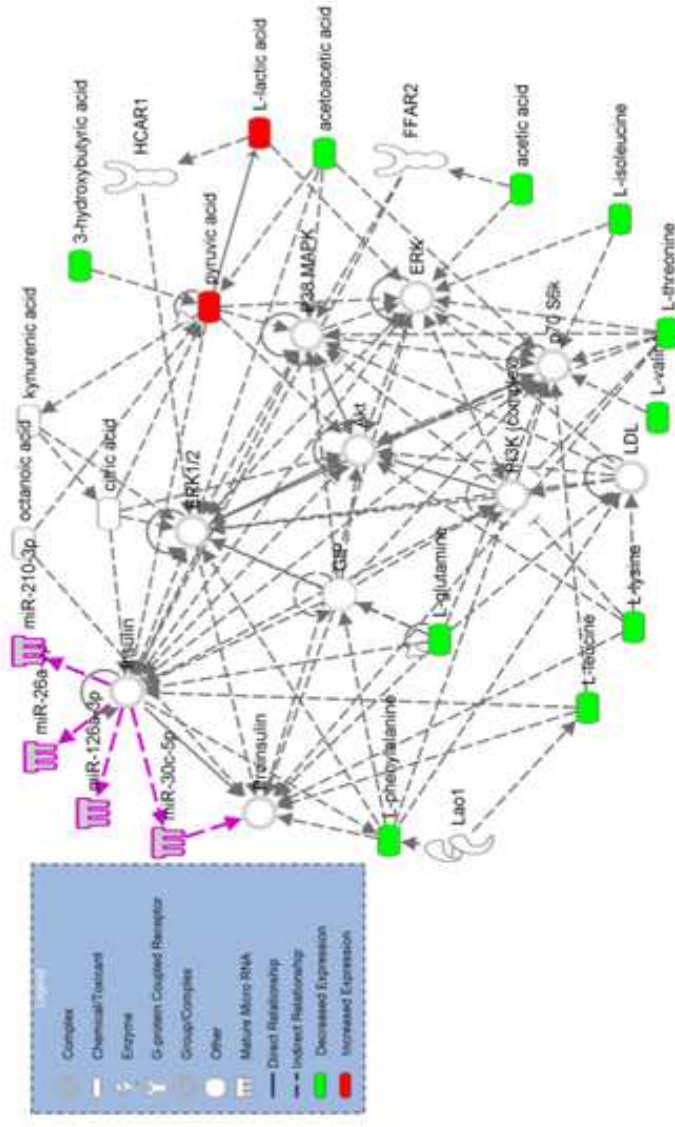 Legend
Complex
Chemical/Toxicant
Enzyme
G-protein Coupled Receptor
Group/Complex
Other
Mature Micro RNA
Direct Relationship
Indirect Relationship
Decreased Expression
Increased Expression
miR-210-3p
octanoic acid
kynurenic acid
3-hydroxybutyric acid
HCAR1
L-lactic acid
miR-26a
Insulin
citric acid
pyruvic acid
acetoacetic acid
miR-126a-3p
ERK1/2
p38 MAPK
FFAR2
miR-30c-5p
Akt
ERK
acetic acid
Proinsulin
GIP
PI3K (complex)
p70 S6k
L-isoleucine
L-phenylalanine
L-glutamine
LDL
L-valine
L-threonine
Lao1
L-leucine
L-lysine